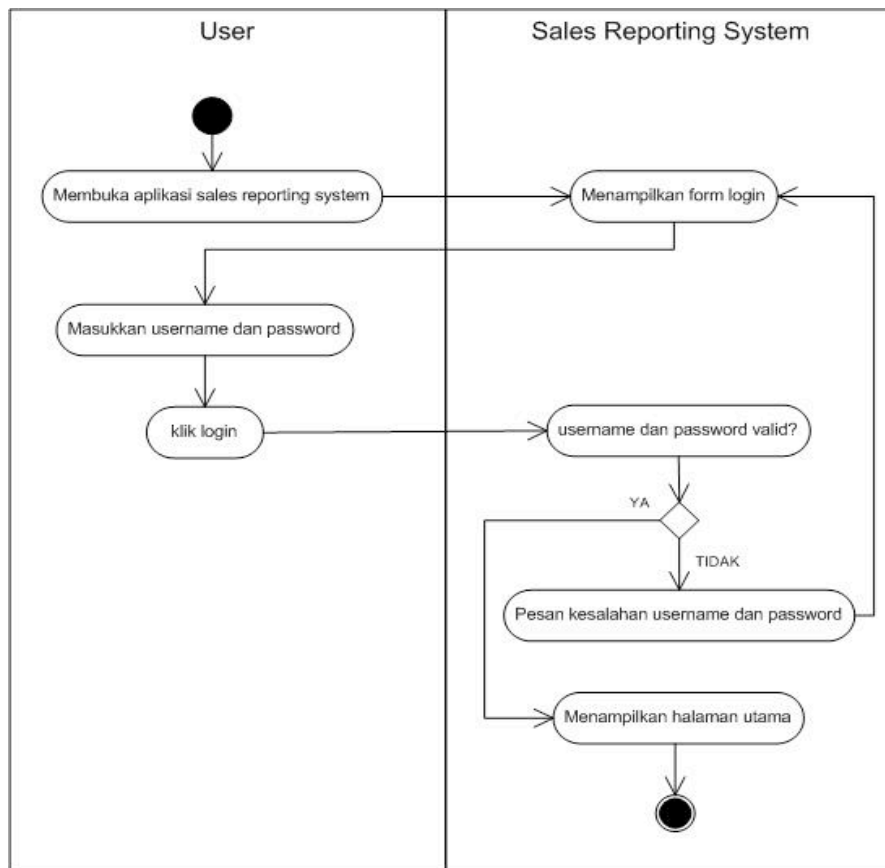 User
Sales Reporting System
Membuka aplikasi sales reporting system
Menampilkan form login
Masukkan username dan password
klik login
username dan password valid?
YA
TIDAK
Pesan kesalahan username dan password
Menampilkan halaman utama